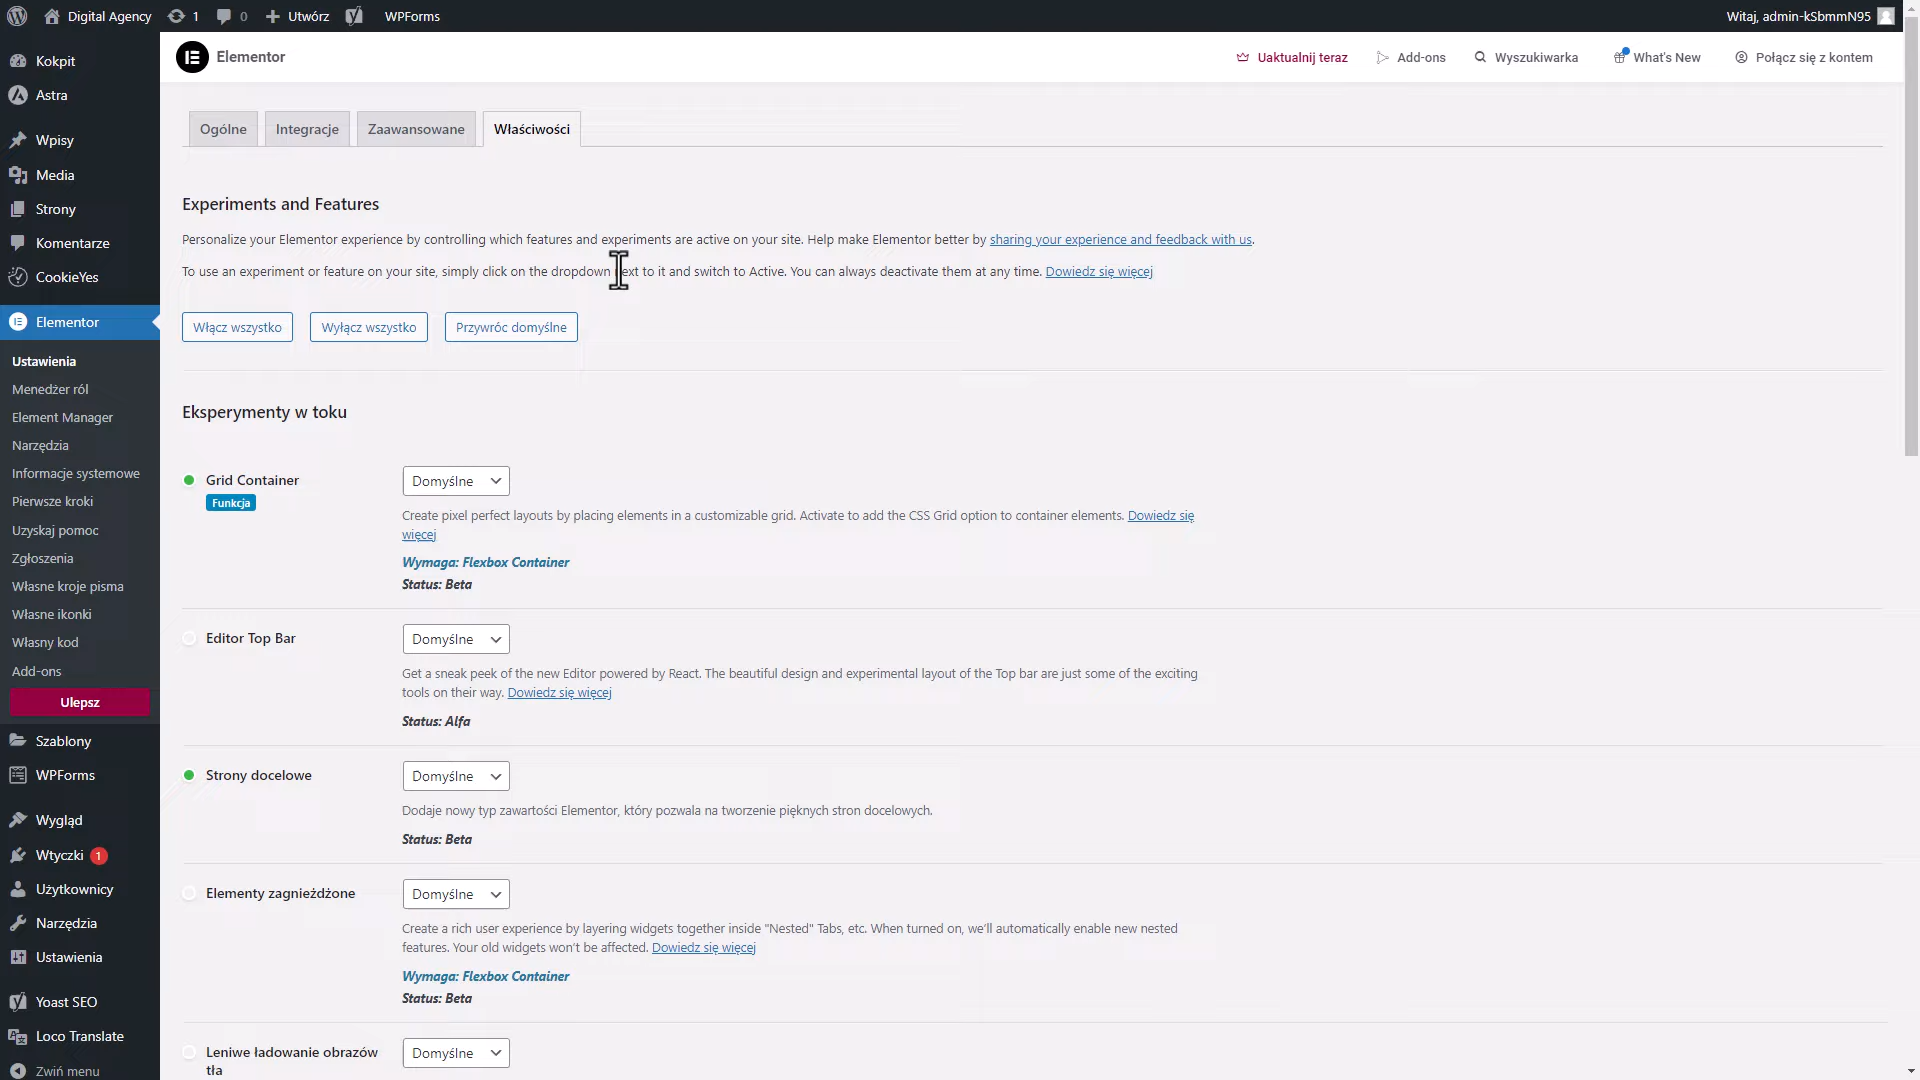 Digital Agency
1
0
Utwórz
WPForms
Witaj, admin-kSbmmN95
Kokpit
Astra
Wpisy
Media
Strony
Komentarze
CookieYes
Elementor
Ustawienia
Menedżer ról
Element Manager
Narzędzia
Informacje systemowe
Pierwsze kroki
Uzyskaj pomoc
Zgłoszenia
Własne kroje pisma
Własne ikonki
Własny kod
Add-ons
Ulepsz
Szablony
WPForms
Wygląd
Wtyczki 1
Użytkownicy
Narzędzia
Ustawienia
Yoast SEO
Loco Translate
Zwiń menu
Elementor
Uaktualnij teraz
Add-ons
Wyszukiwarka
What's New
Połącz się z kontem
Ogólne
Integracje
Zaawansowane
Właściwości
Experiments and Features
Personalize your Elementor experience by controlling which features and experiments are active on your site. Help make Elementor better by sharing your experience and feedback with us.
To use an experiment or feature on your site, simply click on the dropdown next to it and switch to Active. You can always deactivate them at any time. Dowiedz się więcej
Włącz wszystko
Wyłącz wszystko
Przywróc domyślne
Eksperymenty w toku
Grid Container
Funkcja
Domyślne
Create pixel perfect layouts by placing elements in a customizable grid. Activate to add the CSS Grid option to container elements. Dowiedz się
więcej
Wymaga: Flexbox Container
Status: Beta
Editor Top Bar
Domyślne
Get a sneak peek of the new Editor powered by React. The beautiful design and experimental layout of the Top bar are just some of the exciting
tools on their way. Dowiedz się więcej
Status: Alfa
Strony docelowe
Domyślne
Dodaje nowy typ zawartości Elementor, który pozwala na tworzenie pięknych stron docelowych.
Status: Beta
Elementy zagnieżdżone
Domyślne
Create a rich user experience by layering widgets together inside "Nested" Tabs, etc. When turned on, we'll automatically enable new nested
features. Your old widgets won't be affected. Dowiedz się więcej
Wymaga: Flexbox Container
Status: Beta
Leniwe ładowanie obrazów
tła
Domyślne